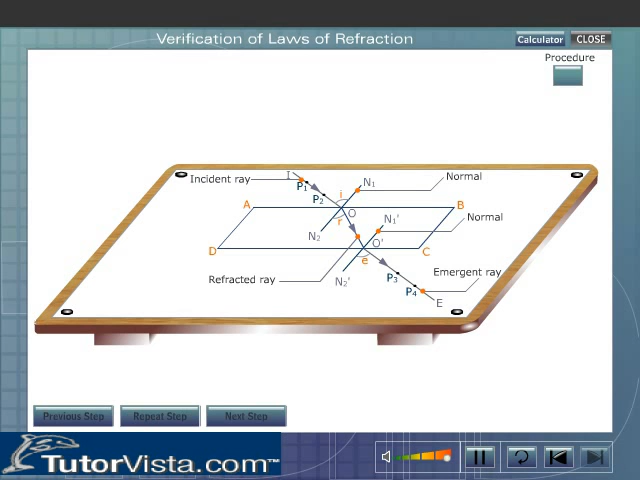 Verification of Laws of Refraction
Calculator
CLOSE
Procedure
Incident ray
I
P1
P2
i
N1
Normal
A
B
O
r
N2
N1'
Normal
D
C
O'
e
Refracted ray
N2'
P3
Emergent ray
P4
E
Previous Step
Repeat Step
Next Step
TutorVista.com™